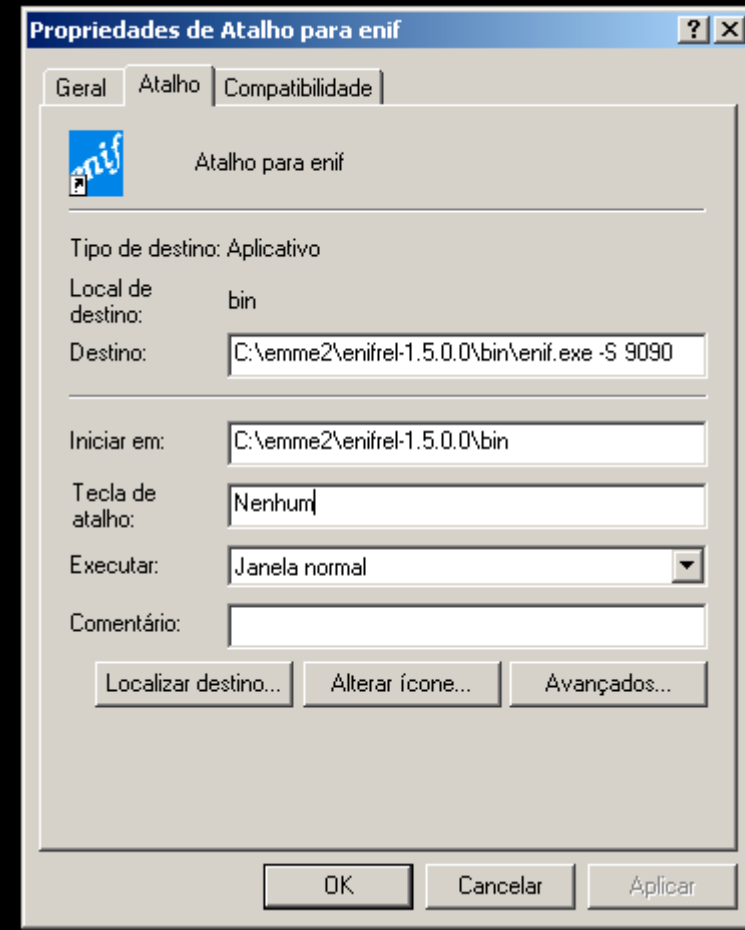 Propriedades de Atalho para enif
Geral
Atalho
Compatibilidade
enif
Atalho para enif
Tipo de destino: Aplicativo
Local de
destino:
bin
Destino:
C:\emme2\enifrel-1.5.0.0\bin\enif.exe -S 9090
Iniciar em:
C:\emme2\enifrel-1.5.0.0\bin
Tecla de
atalho:
Nenhum
Executar:
Janela normal
Comentário:
Localizar destino...
Alterar ícone...
Avançados...
OK
Cancelar
Aplicar